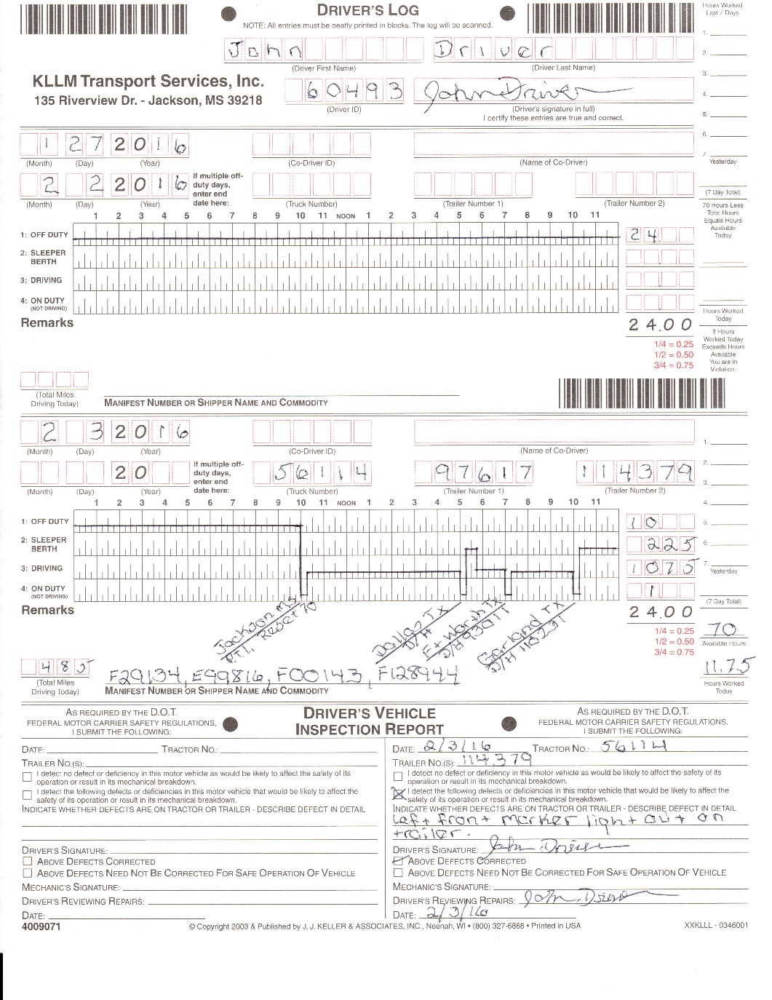 DRIVER'S LOG
NOTE: All entries must be neatly printed in blocks. The log will be scanned.
Hours Worked
Last 7 Days
1.
2.
3.
4.
5.
6.
7.
Yesterday
John Driver
(Driver First Name) (Driver Last Name)
KLLM Transport Services, Inc.
135 Riverview Dr. - Jackson, MS 39218
60493 John Driver
(Driver ID) (Driver's signature in full)
I certify these entries are true and correct.
1 27 2016
(Month) (Day) (Year) (Co-Driver ID) (Name of Co-Driver)
2 2 2016
If multiple off-
duty days,
enter end
date here:
(Month) (Day) (Year) (Truck Number) (Trailer Number 1) (Trailer Number 2)
(7 Day Total)
70 Hours Less
Total Hours
Equals Hours
Available
Today
1 2 3 4 5 6 7 8 9 10 11 NOON 1 2 3 4 5 6 7 8 9 10 11
1: OFF DUTY 24
2: SLEEPER
BERTH
3: DRIVING
4: ON DUTY
(NOT DRIVING)
Remarks 24.00
1/4 = 0.25
1/2 = 0.50
3/4 = 0.75
Hours Worked
Today
If Hours
Worked Today
Exceeds Hours
Available
You are in
Violation.
(Total Miles
Driving Today)
MANIFEST NUMBER OR SHIPPER NAME AND COMMODITY
2 3 2016
(Month) (Day) (Year) (Co-Driver ID) (Name of Co-Driver)
20
If multiple off-
duty days,
enter end
date here:
56114 97617 114379
(Month) (Day) (Year) (Truck Number) (Trailer Number 1) (Trailer Number 2)
1.
2.
3.
4.
5.
6.
7.
Yesterday
1 2 3 4 5 6 7 8 9 10 11 NOON 1 2 3 4 5 6 7 8 9 10 11
1: OFF DUTY 10
2: SLEEPER
BERTH 225
3: DRIVING 1075
4: ON DUTY
(NOT DRIVING) 1
(7 Day Total)
Remarks 24.00
Jackson MS
P.T.I. Reset 70
Dallas TX
D/H
Ft Worth TX
D/H 93011
Garland TX
D/H 110231
1/4 = 0.25
1/2 = 0.50
3/4 = 0.75
70
Available Hours
11.75
Hours Worked
Today
485
(Total Miles
Driving Today)
F29134, E99816, F00143, F128944
MANIFEST NUMBER OR SHIPPER NAME AND COMMODITY
DRIVER'S VEHICLE
INSPECTION REPORT
AS REQUIRED BY THE D.O.T.
FEDERAL MOTOR CARRIER SAFETY REGULATIONS,
I SUBMIT THE FOLLOWING:
DATE: TRACTOR NO.:
TRAILER NO.(S):
I detect no defect or deficiency in this motor vehicle as would be likely to affect the safety of its
operation or result in its mechanical breakdown.
I detect the following defects or deficiencies in this motor vehicle that would be likely to affect the
safety of its operation or result in its mechanical breakdown.
INDICATE WHETHER DEFECTS ARE ON TRACTOR OR TRAILER - DESCRIBE DEFECT IN DETAIL
DRIVER'S SIGNATURE:
ABOVE DEFECTS CORRECTED
ABOVE DEFECTS NEED NOT BE CORRECTED FOR SAFE OPERATION OF VEHICLE
MECHANIC'S SIGNATURE:
DRIVER'S REVIEWING REPAIRS:
DATE:
AS REQUIRED BY THE D.O.T.
FEDERAL MOTOR CARRIER SAFETY REGULATIONS,
I SUBMIT THE FOLLOWING:
DATE: 2/3/16 TRACTOR NO.: 56114
TRAILER NO.(S): 114379
I detect no defect or deficiency in this motor vehicle as would be likely to affect the safety of its
operation or result in its mechanical breakdown.
I detect the following defects or deficiencies in this motor vehicle that would be likely to affect the
safety of its operation or result in its mechanical breakdown.
INDICATE WHETHER DEFECTS ARE ON TRACTOR OR TRAILER - DESCRIBE DEFECT IN DETAIL
Left front marker light out on
trailer.
DRIVER'S SIGNATURE: John Driver
ABOVE DEFECTS CORRECTED
ABOVE DEFECTS NEED NOT BE CORRECTED FOR SAFE OPERATION OF VEHICLE
MECHANIC'S SIGNATURE:
DRIVER'S REVIEWING REPAIRS: John Driver
DATE: 2/3/16
4009071 © Copyright 2003 & Published by J. J. KELLER & ASSOCIATES, INC., Neenah, WI • (800) 327-6868 • Printed in USA XXKLLL - 0346001